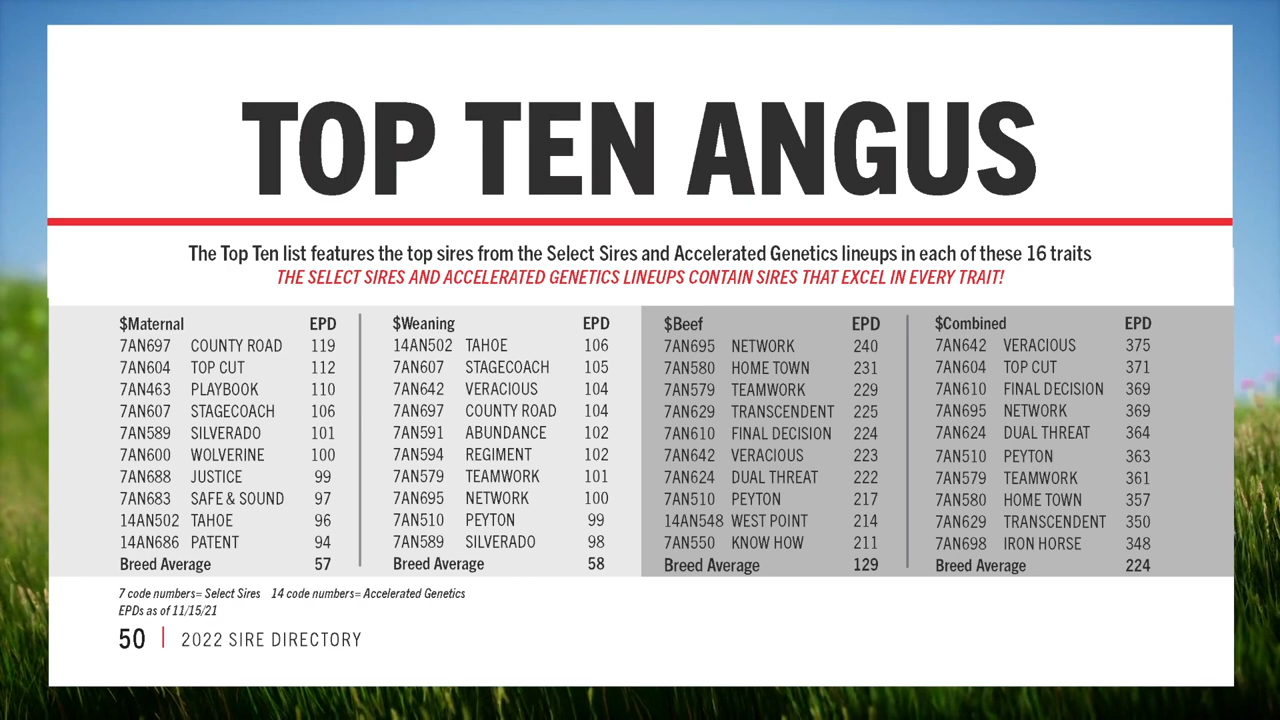 TOP TEN ANGUS
The Top Ten list features the top sires from the Select Sires and Accelerated Genetics lineups in each of these 16 traits
THE SELECT SIRES AND ACCELERATED GENETICS LINEUPS CONTAIN SIRES THAT EXCEL IN EVERY TRAIT!
$Maternal EPD
7AN697 COUNTY ROAD 119
7AN604 TOP CUT 112
7AN463 PLAYBOOK 110
7AN607 STAGECOACH 106
7AN589 SILVERADO 101
7AN600 WOLVERINE 100
7AN688 JUSTICE 99
7AN683 SAFE & SOUND 97
14AN502 TAHOE 96
14AN686 PATENT 94
Breed Average 57
$Weaning EPD
14AN502 TAHOE 106
7AN607 STAGECOACH 105
7AN642 VERACIOUS 104
7AN697 COUNTY ROAD 104
7AN591 ABUNDANCE 102
7AN594 REGIMENT 102
7AN579 TEAMWORK 101
7AN695 NETWORK 100
7AN510 PEYTON 99
7AN589 SILVERADO 98
Breed Average 58
$Beef EPD
7AN695 NETWORK 240
7AN580 HOME TOWN 231
7AN579 TEAMWORK 229
7AN629 TRANSCENDENT 225
7AN610 FINAL DECISION 224
7AN642 VERACIOUS 223
7AN624 DUAL THREAT 222
7AN510 PEYTON 217
14AN548 WEST POINT 214
7AN550 KNOW HOW 211
Breed Average 129
$Combined EPD
7AN642 VERACIOUS 375
7AN604 TOP CUT 371
7AN610 FINAL DECISION 369
7AN695 NETWORK 369
7AN624 DUAL THREAT 364
7AN510 PEYTON 363
7AN579 TEAMWORK 361
7AN580 HOME TOWN 357
7AN629 TRANSCENDENT 350
7AN698 IRON HORSE 348
Breed Average 224
7 code numbers= Select Sires 14 code numbers= Accelerated Genetics
EPDs as of 11/15/21
50 | 2022 SIRE DIRECTORY